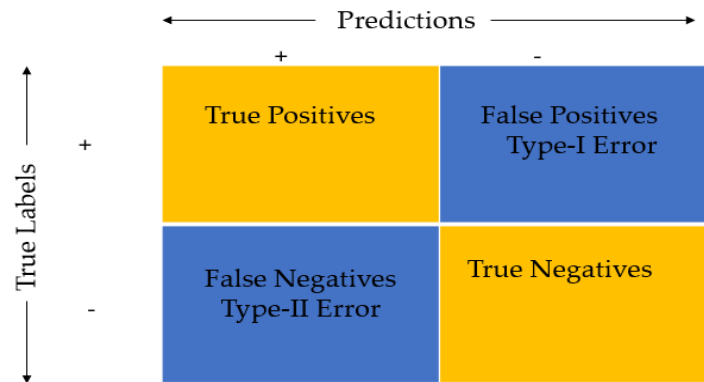 Predictions
+ -
True Labels
+
True Positives
False Positives
Type-I Error
-
False Negatives
Type-II Error
True Negatives